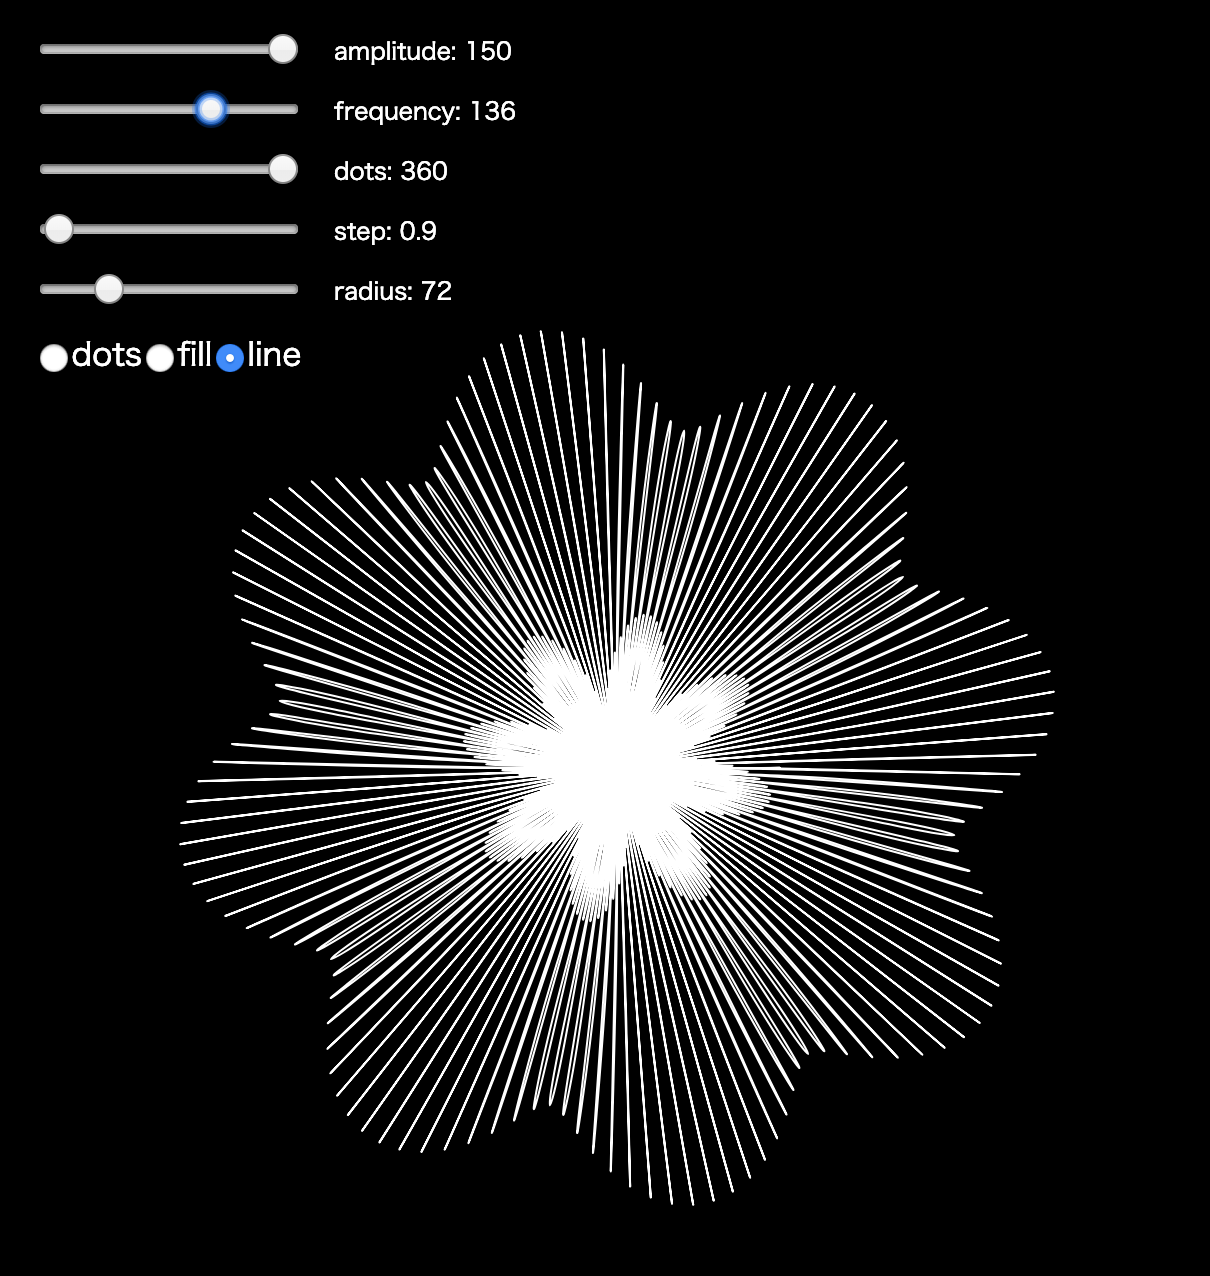 amplitude: 150
frequency: 136
dots: 360
step: 0.9
radius: 72
dots fill line